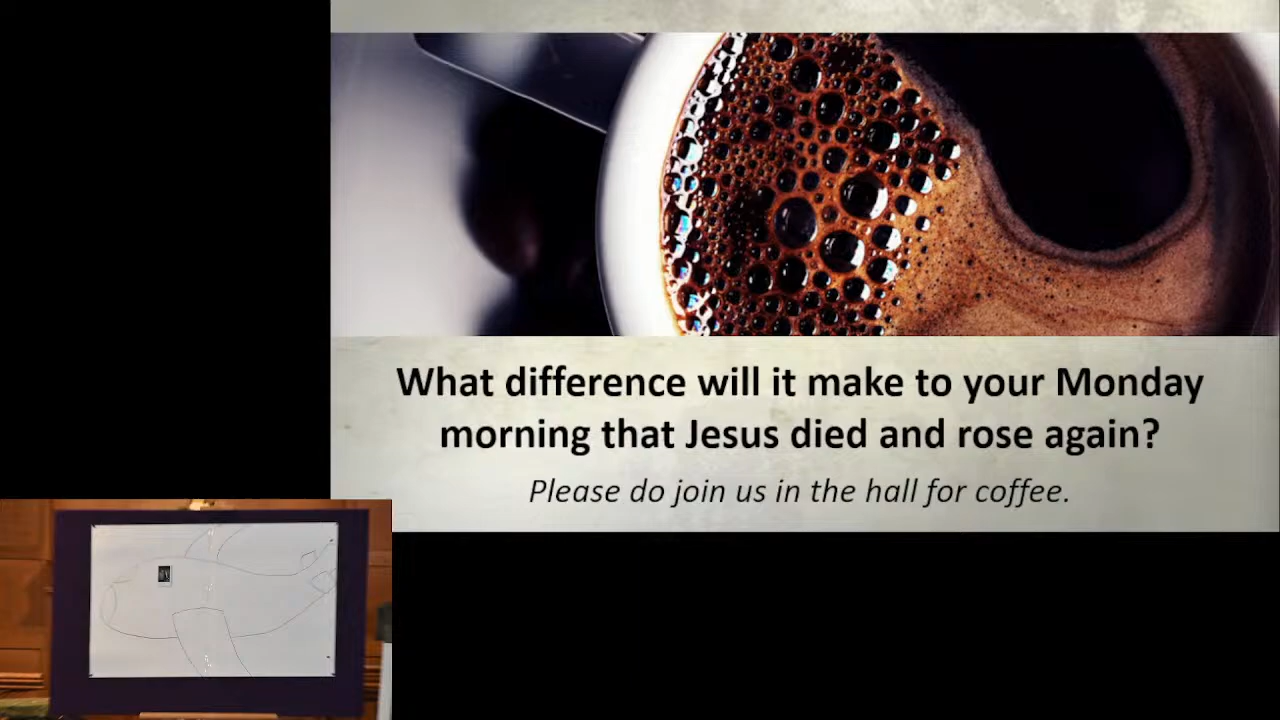 What difference will it make to your Monday
morning that Jesus died and rose again?
Please do join us in the hall for coffee.